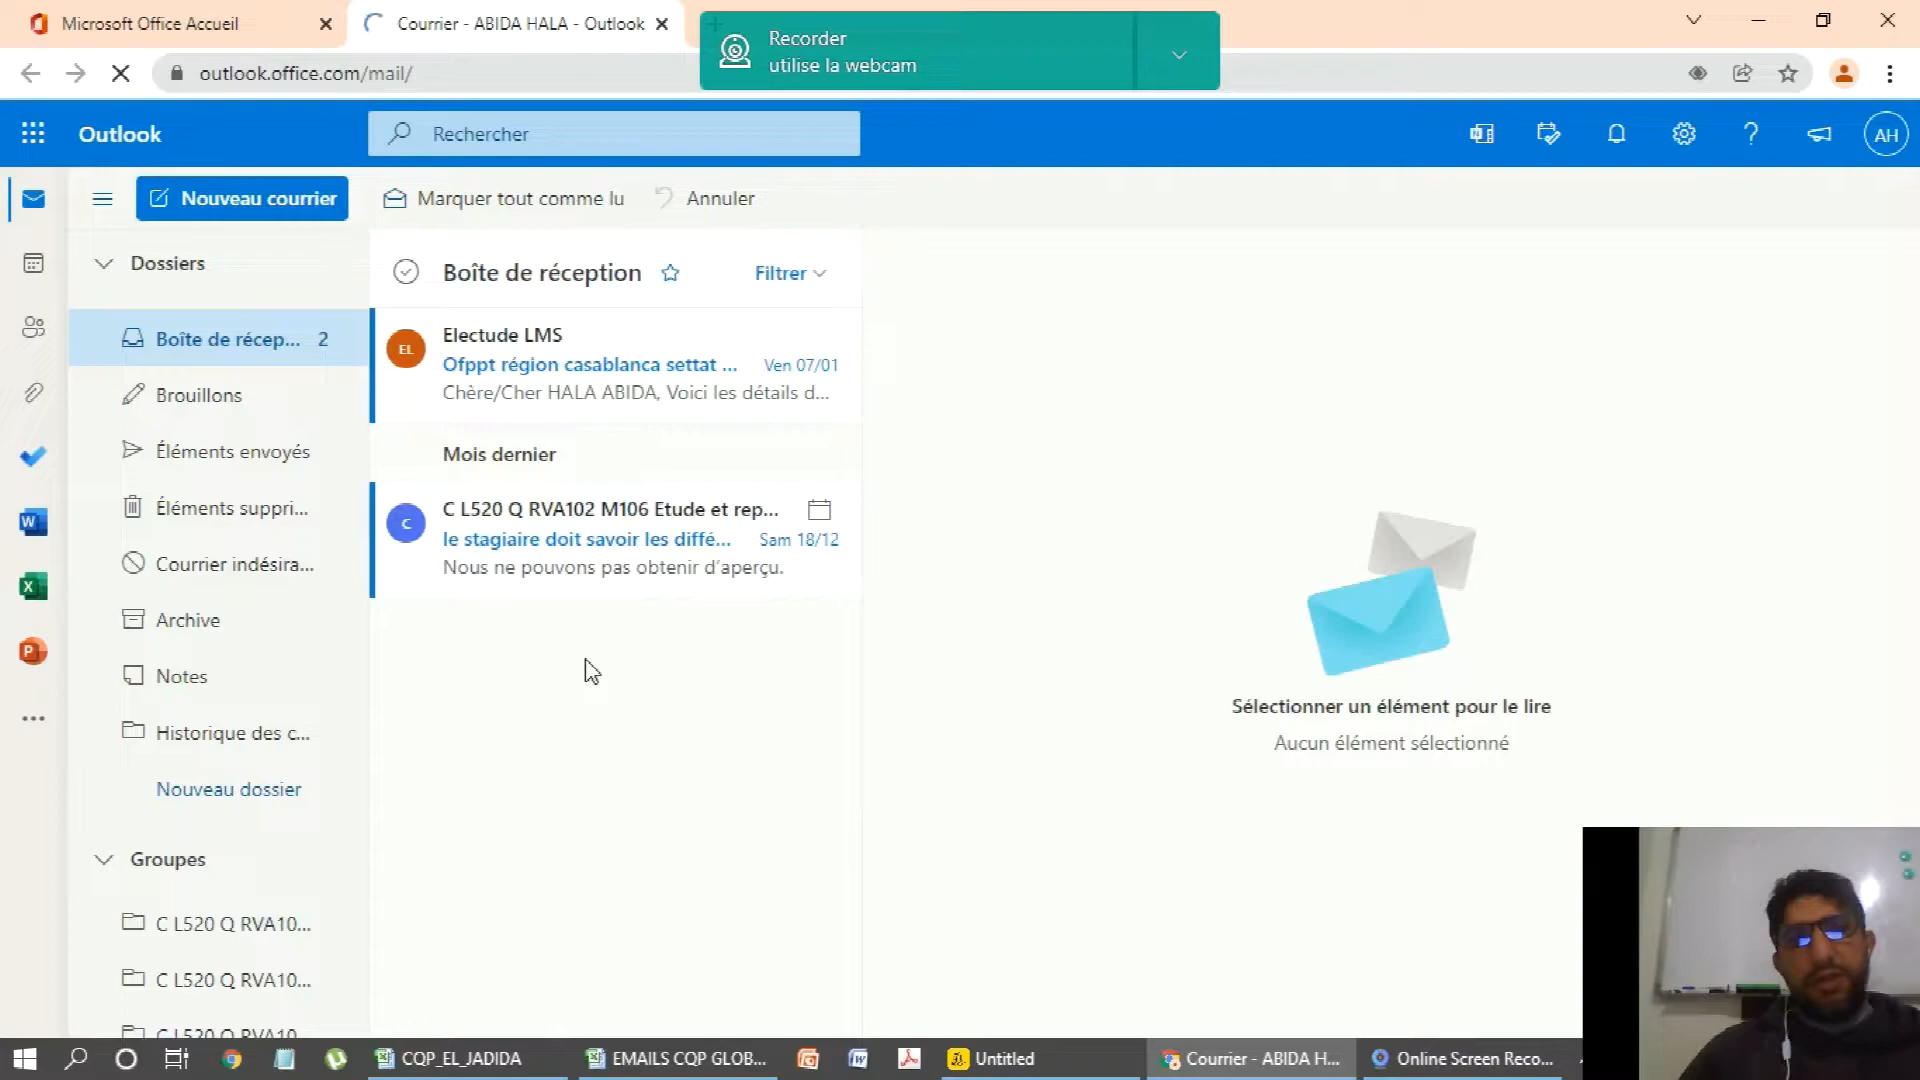 Microsoft Office Accueil
Courrier - ABIDA HALA - Outlook
Recorder
utilise la webcam
outlook.office.com/mail/
Outlook
Rechercher
AH
Nouveau courrier
Marquer tout comme lu
Annuler
Dossiers
Boîte de récep... 2
Brouillons
Éléments envoyés
Éléments suppri...
Courrier indésira...
Archive
Notes
Historique des c...
Nouveau dossier
Groupes
C L520 Q RVA10...
C L520 Q RVA10...
C L520 Q RVA10
Boîte de réception
Filtrer
EL
Electude LMS
Ofppt région casablanca settat ... Ven 07/01
Chère/Cher HALA ABIDA, Voici les détails d...
Mois dernier
C
C L520 Q RVA102 M106 Etude et rep...
le stagiaire doit savoir les diffé... Sam 18/12
Nous ne pouvons pas obtenir d'aperçu.
Sélectionner un élément pour le lire
Aucun élément sélectionné
CQP_EL_JADIDA
EMAILS CQP GLOB...
Untitled
Courrier - ABIDA H...
Online Screen Reco...